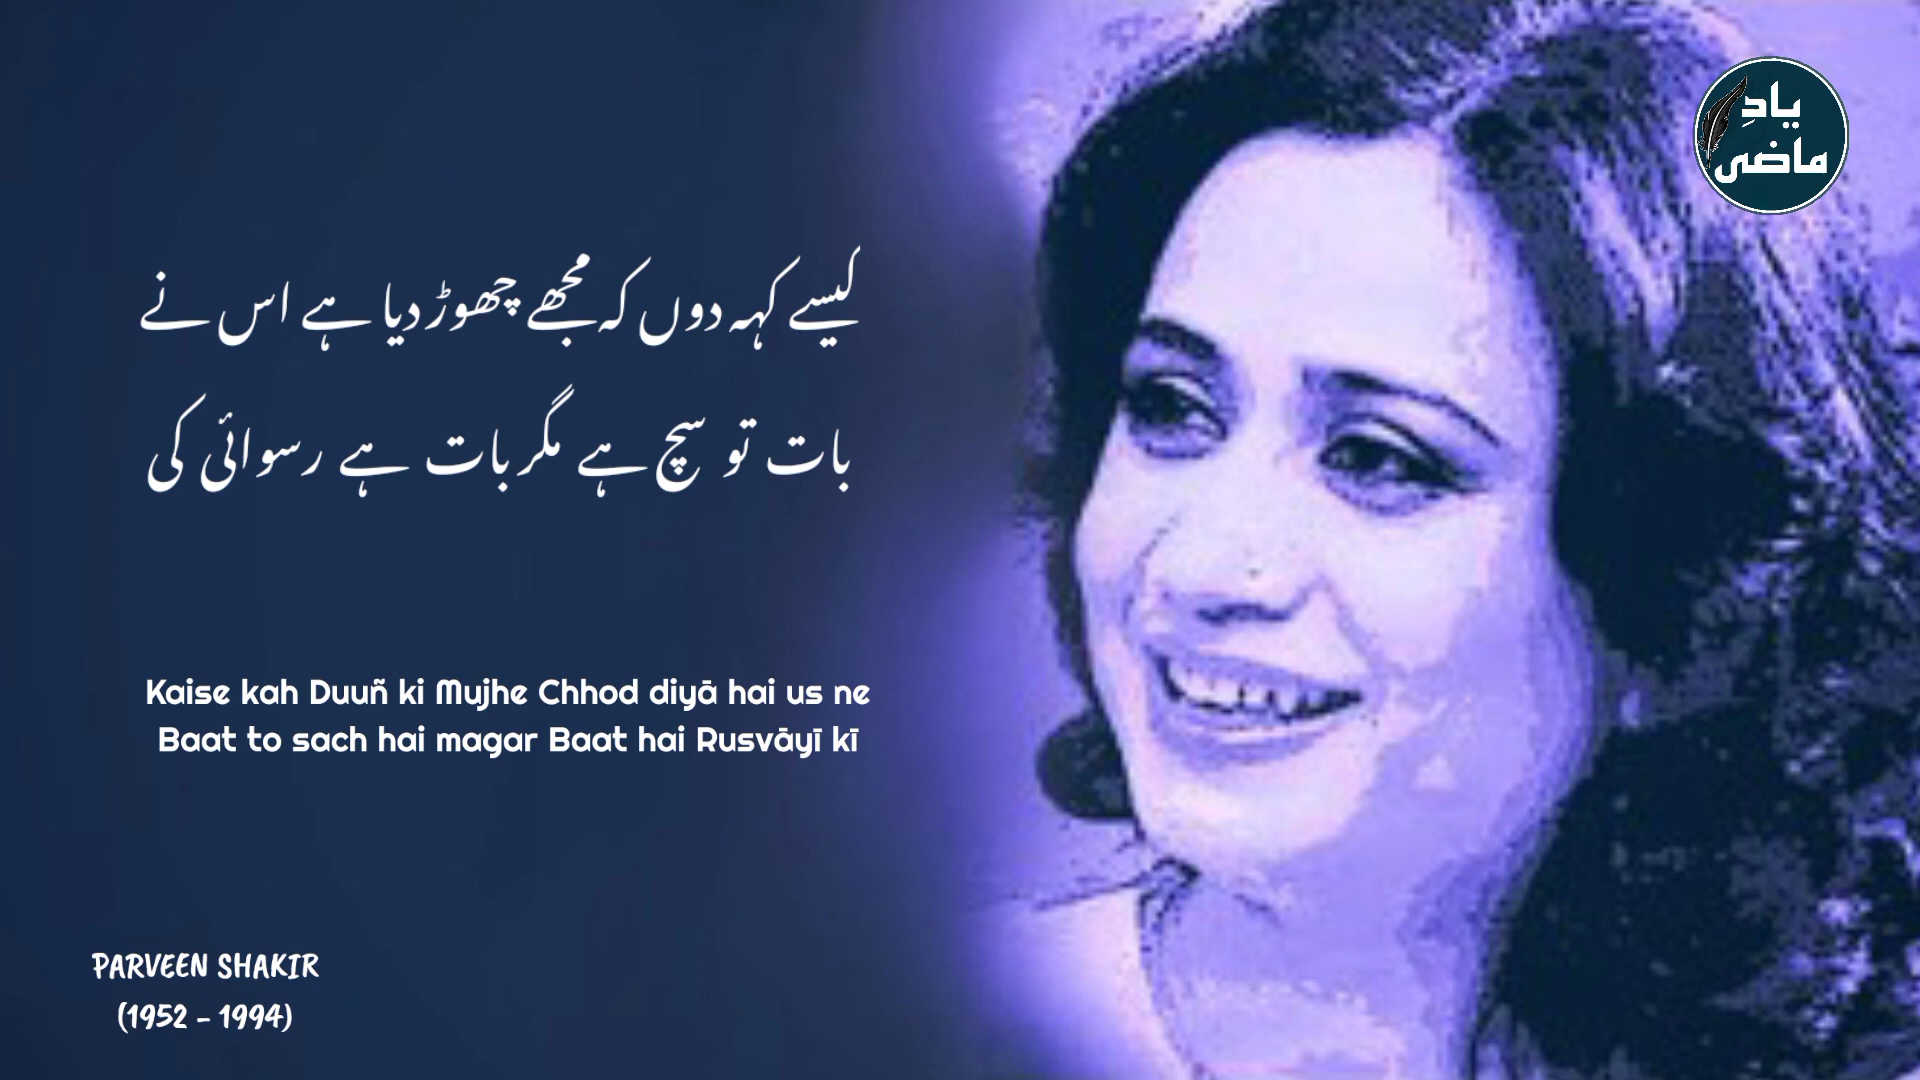 یادِ
ماضی
کیسے کہہ دوں کہ مجھے چھوڑ دیا ہے اس نے
بات تو سچ ہے مگر بات ہے رسوائی کی
Kaise kah Duuñ ki Mujhe Chhod diyā hai us ne
Baat to sach hai magar Baat hai Rusvāyī kī
PARVEEN SHAKIR
(1952 - 1994)